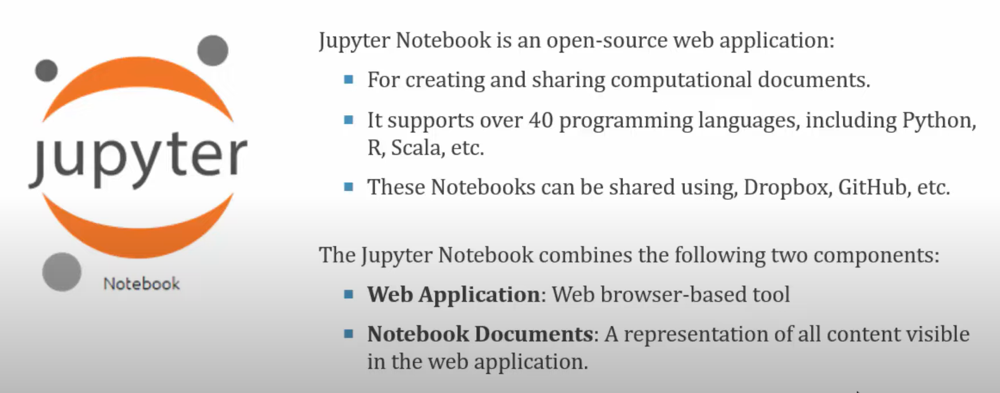 Jupyter Notebook is an open-source web application:
For creating and sharing computational documents.
It supports over 40 programming languages, including Python,
R, Scala, etc.
These Notebooks can be shared using, Dropbox, GitHub, etc.
The Jupyter Notebook combines the following two components:
Web Application: Web browser-based tool
Notebook Documents: A representation of all content visible
in the web application.
jupyter
Notebook